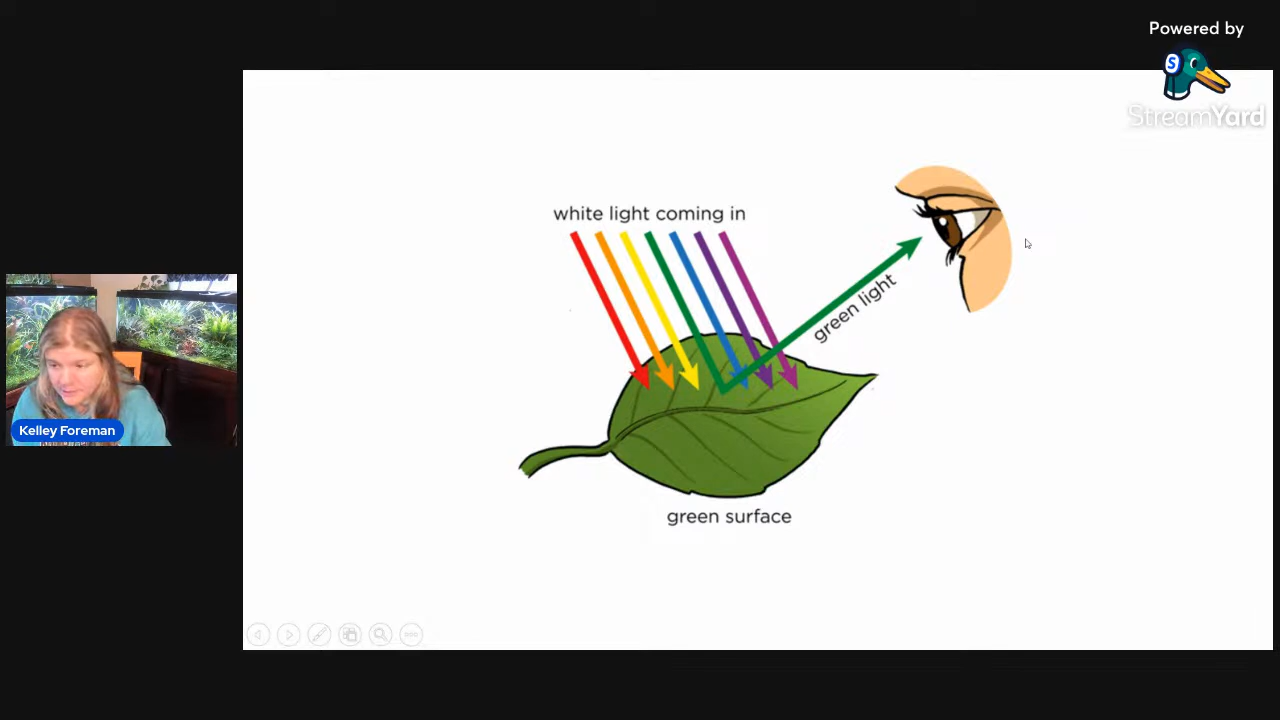 Powered by
S
StreamYard
white light coming in
green light
green surface
Kelley Foreman